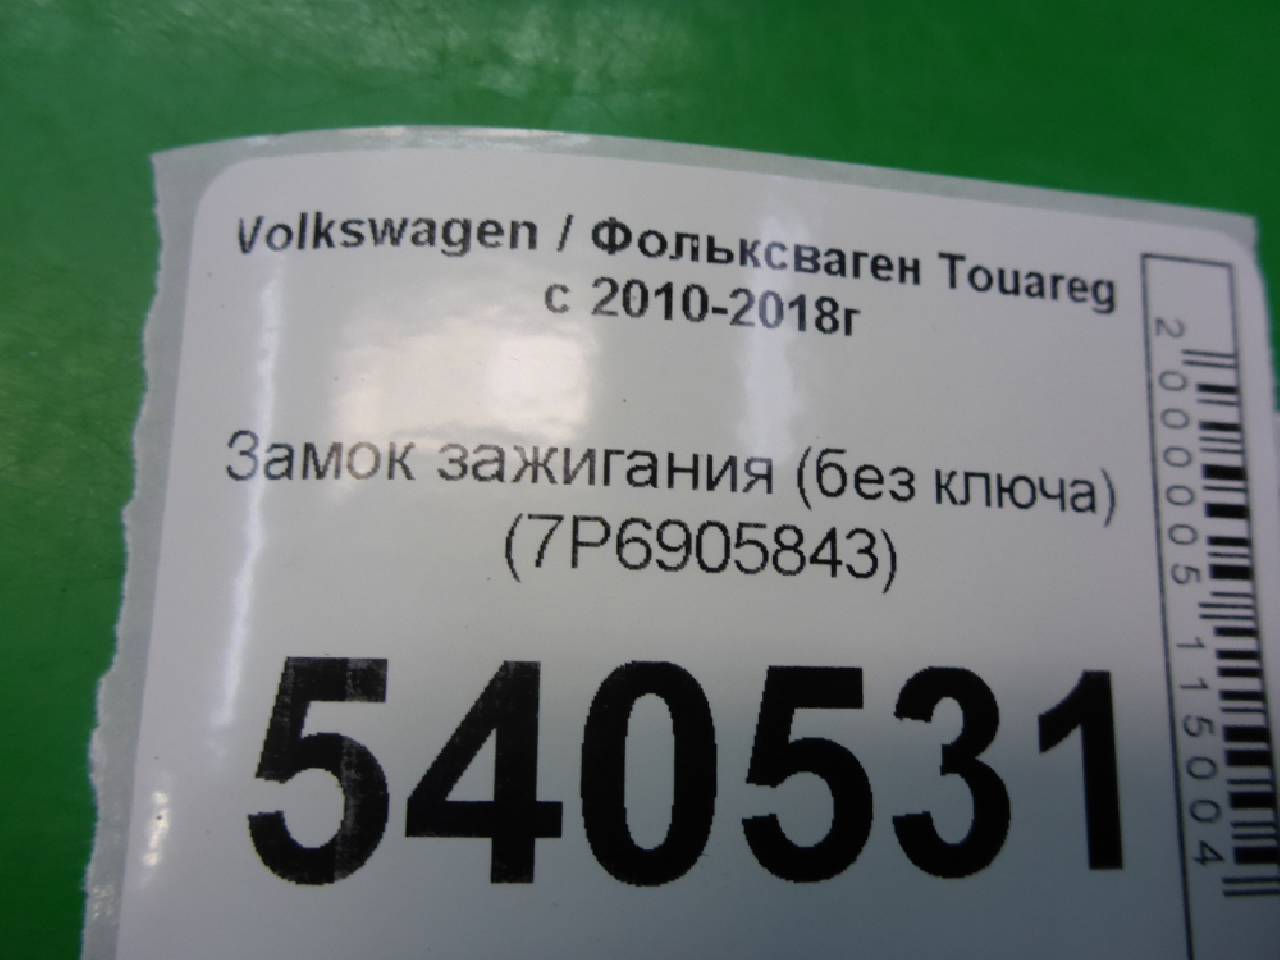 Volkswagen / Фольксваген Touareg
с 2010-2018г
Замок зажигания (без ключа)
(7P6905843)
540531
2000005115004